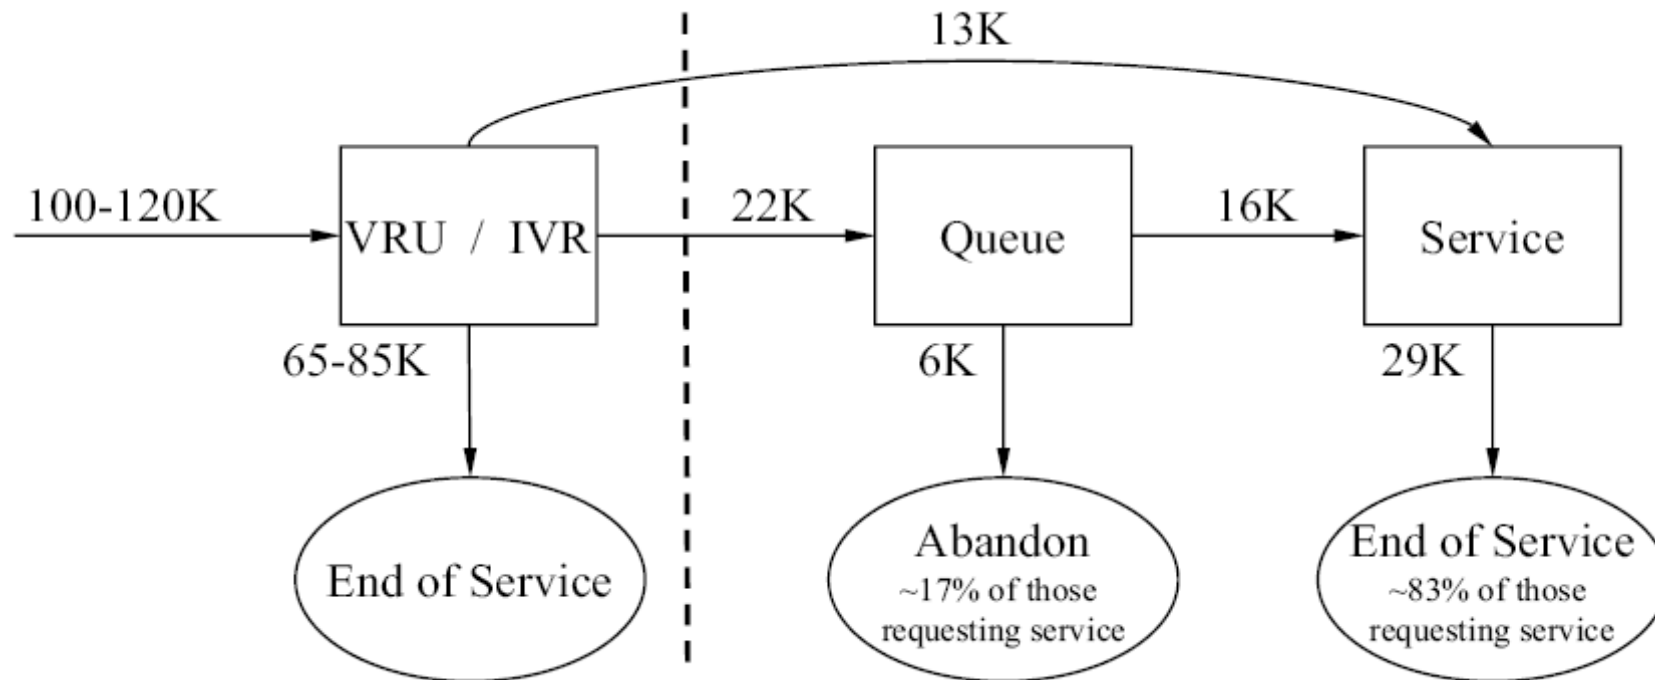 13K
100-120K
VRU / IVR
22K
Queue
16K
Service
65-85K
6K
29K
End of Service
Abandon
~17% of those
requesting service
End of Service
~83% of those
requesting service